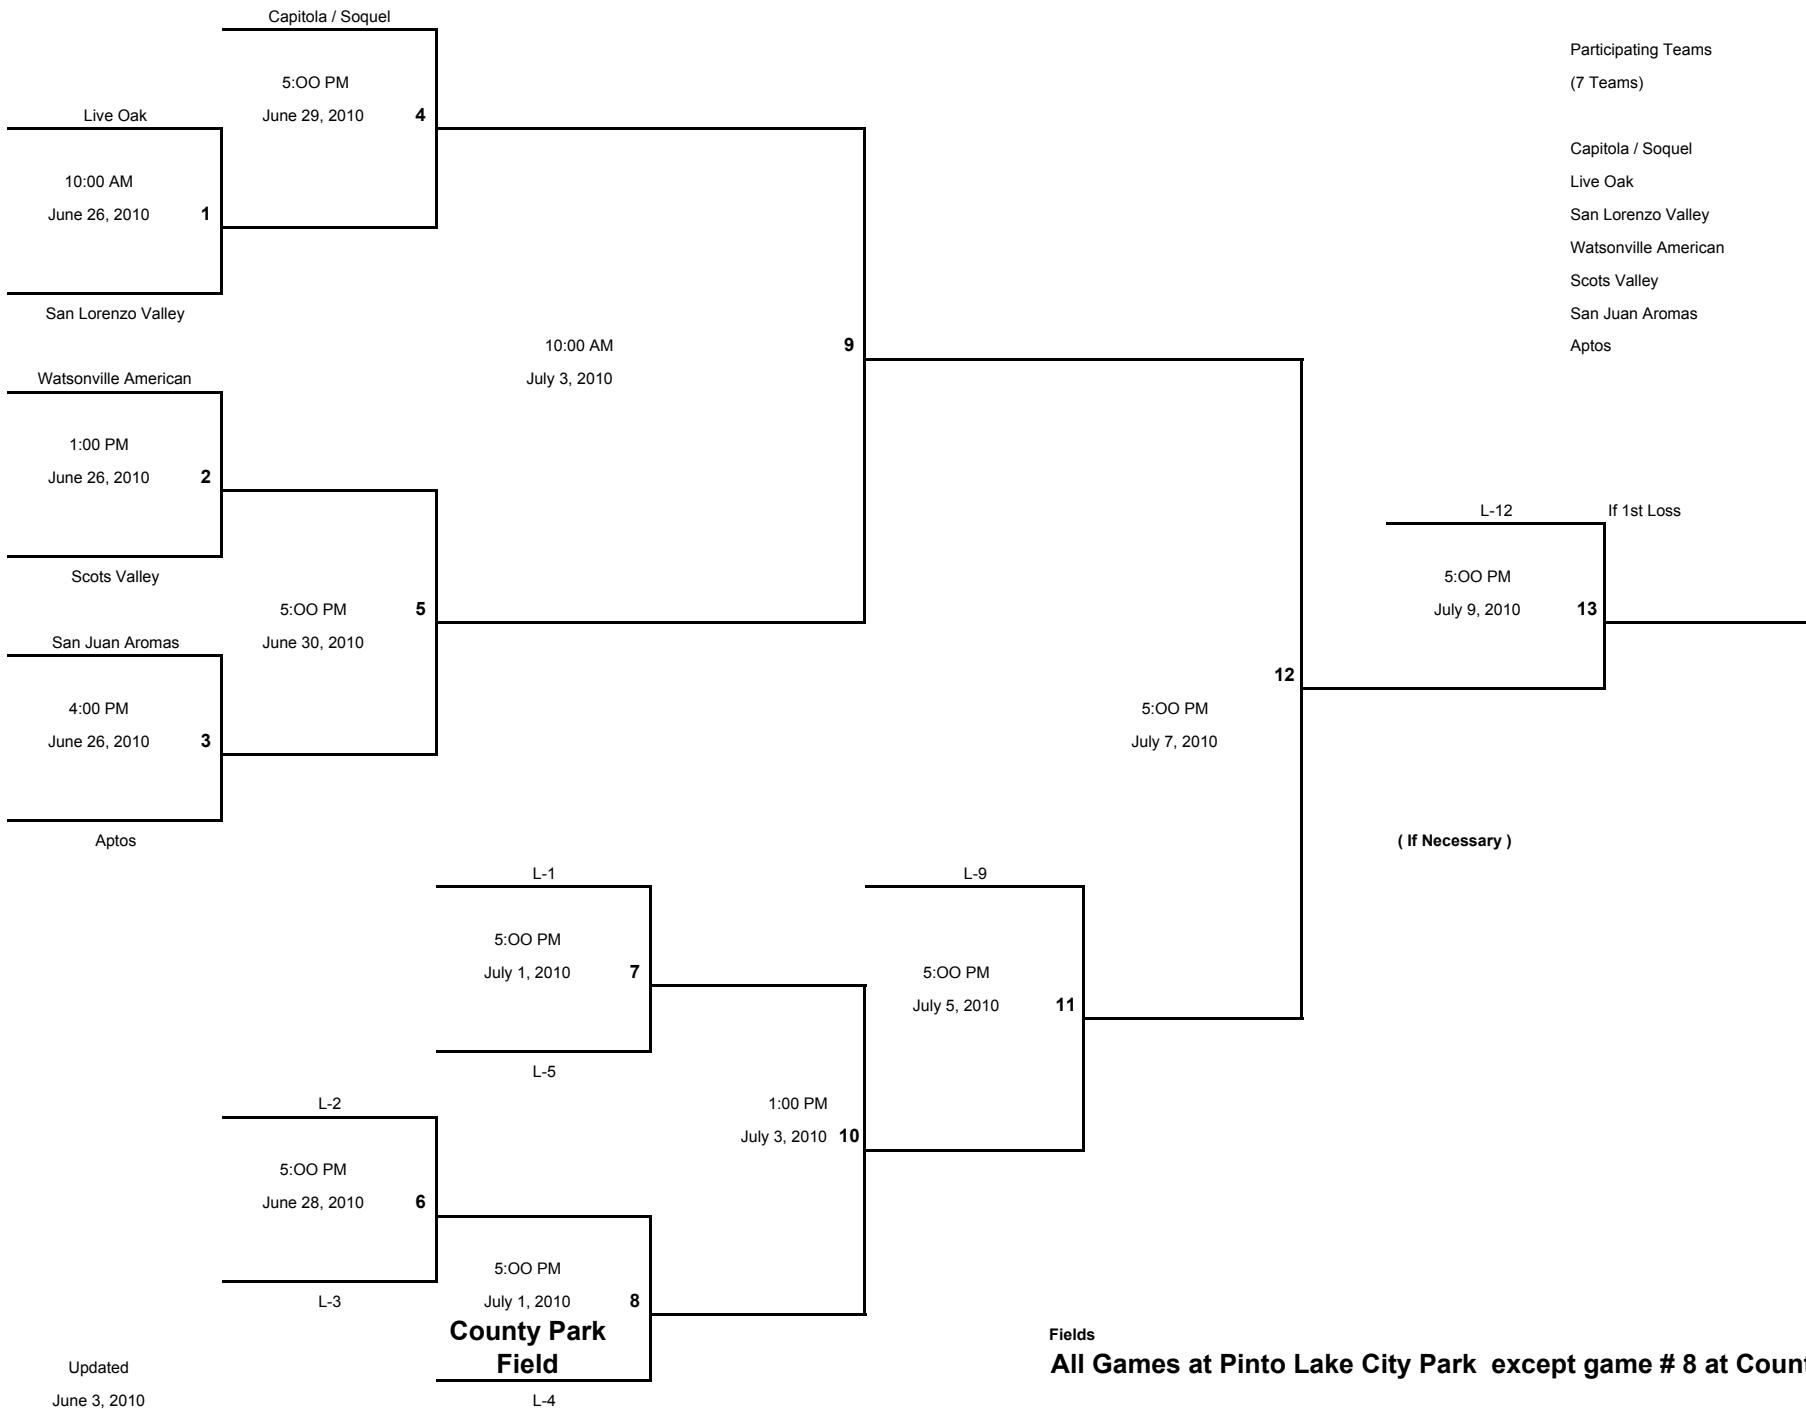 Capitola / Soquel
Participating Teams
5:OO PM
(7 Teams)
Live Oak
June 29, 2010 4
Capitola / Soquel
10:00 AM
Live Oak
June 26, 2010 1
San Lorenzo Valley
Watsonville American
Scots Valley
San Lorenzo Valley
San Juan Aromas
10:00 AM 9
Aptos
Watsonville American
July 3, 2010
1:00 PM
June 26, 2010 2
L-12 If 1st Loss
Scots Valley
5:OO PM
5:OO PM 5
July 9, 2010 13
San Juan Aromas
June 30, 2010
12
4:00 PM
5:OO PM
June 26, 2010 3
July 7, 2010
Aptos
( If Necessary )
L-1
L-9
5:OO PM
July 1, 2010 7
5:OO PM
July 5, 2010 11
L-5
L-2
1:00 PM
July 3, 2010 10
5:OO PM
June 28, 2010 6
5:OO PM
L-3
July 1, 2010 8
County Park
Field
Fields
All Games at Pinto Lake City Park except game # 8 at
Updated
June 3, 2010
L-4